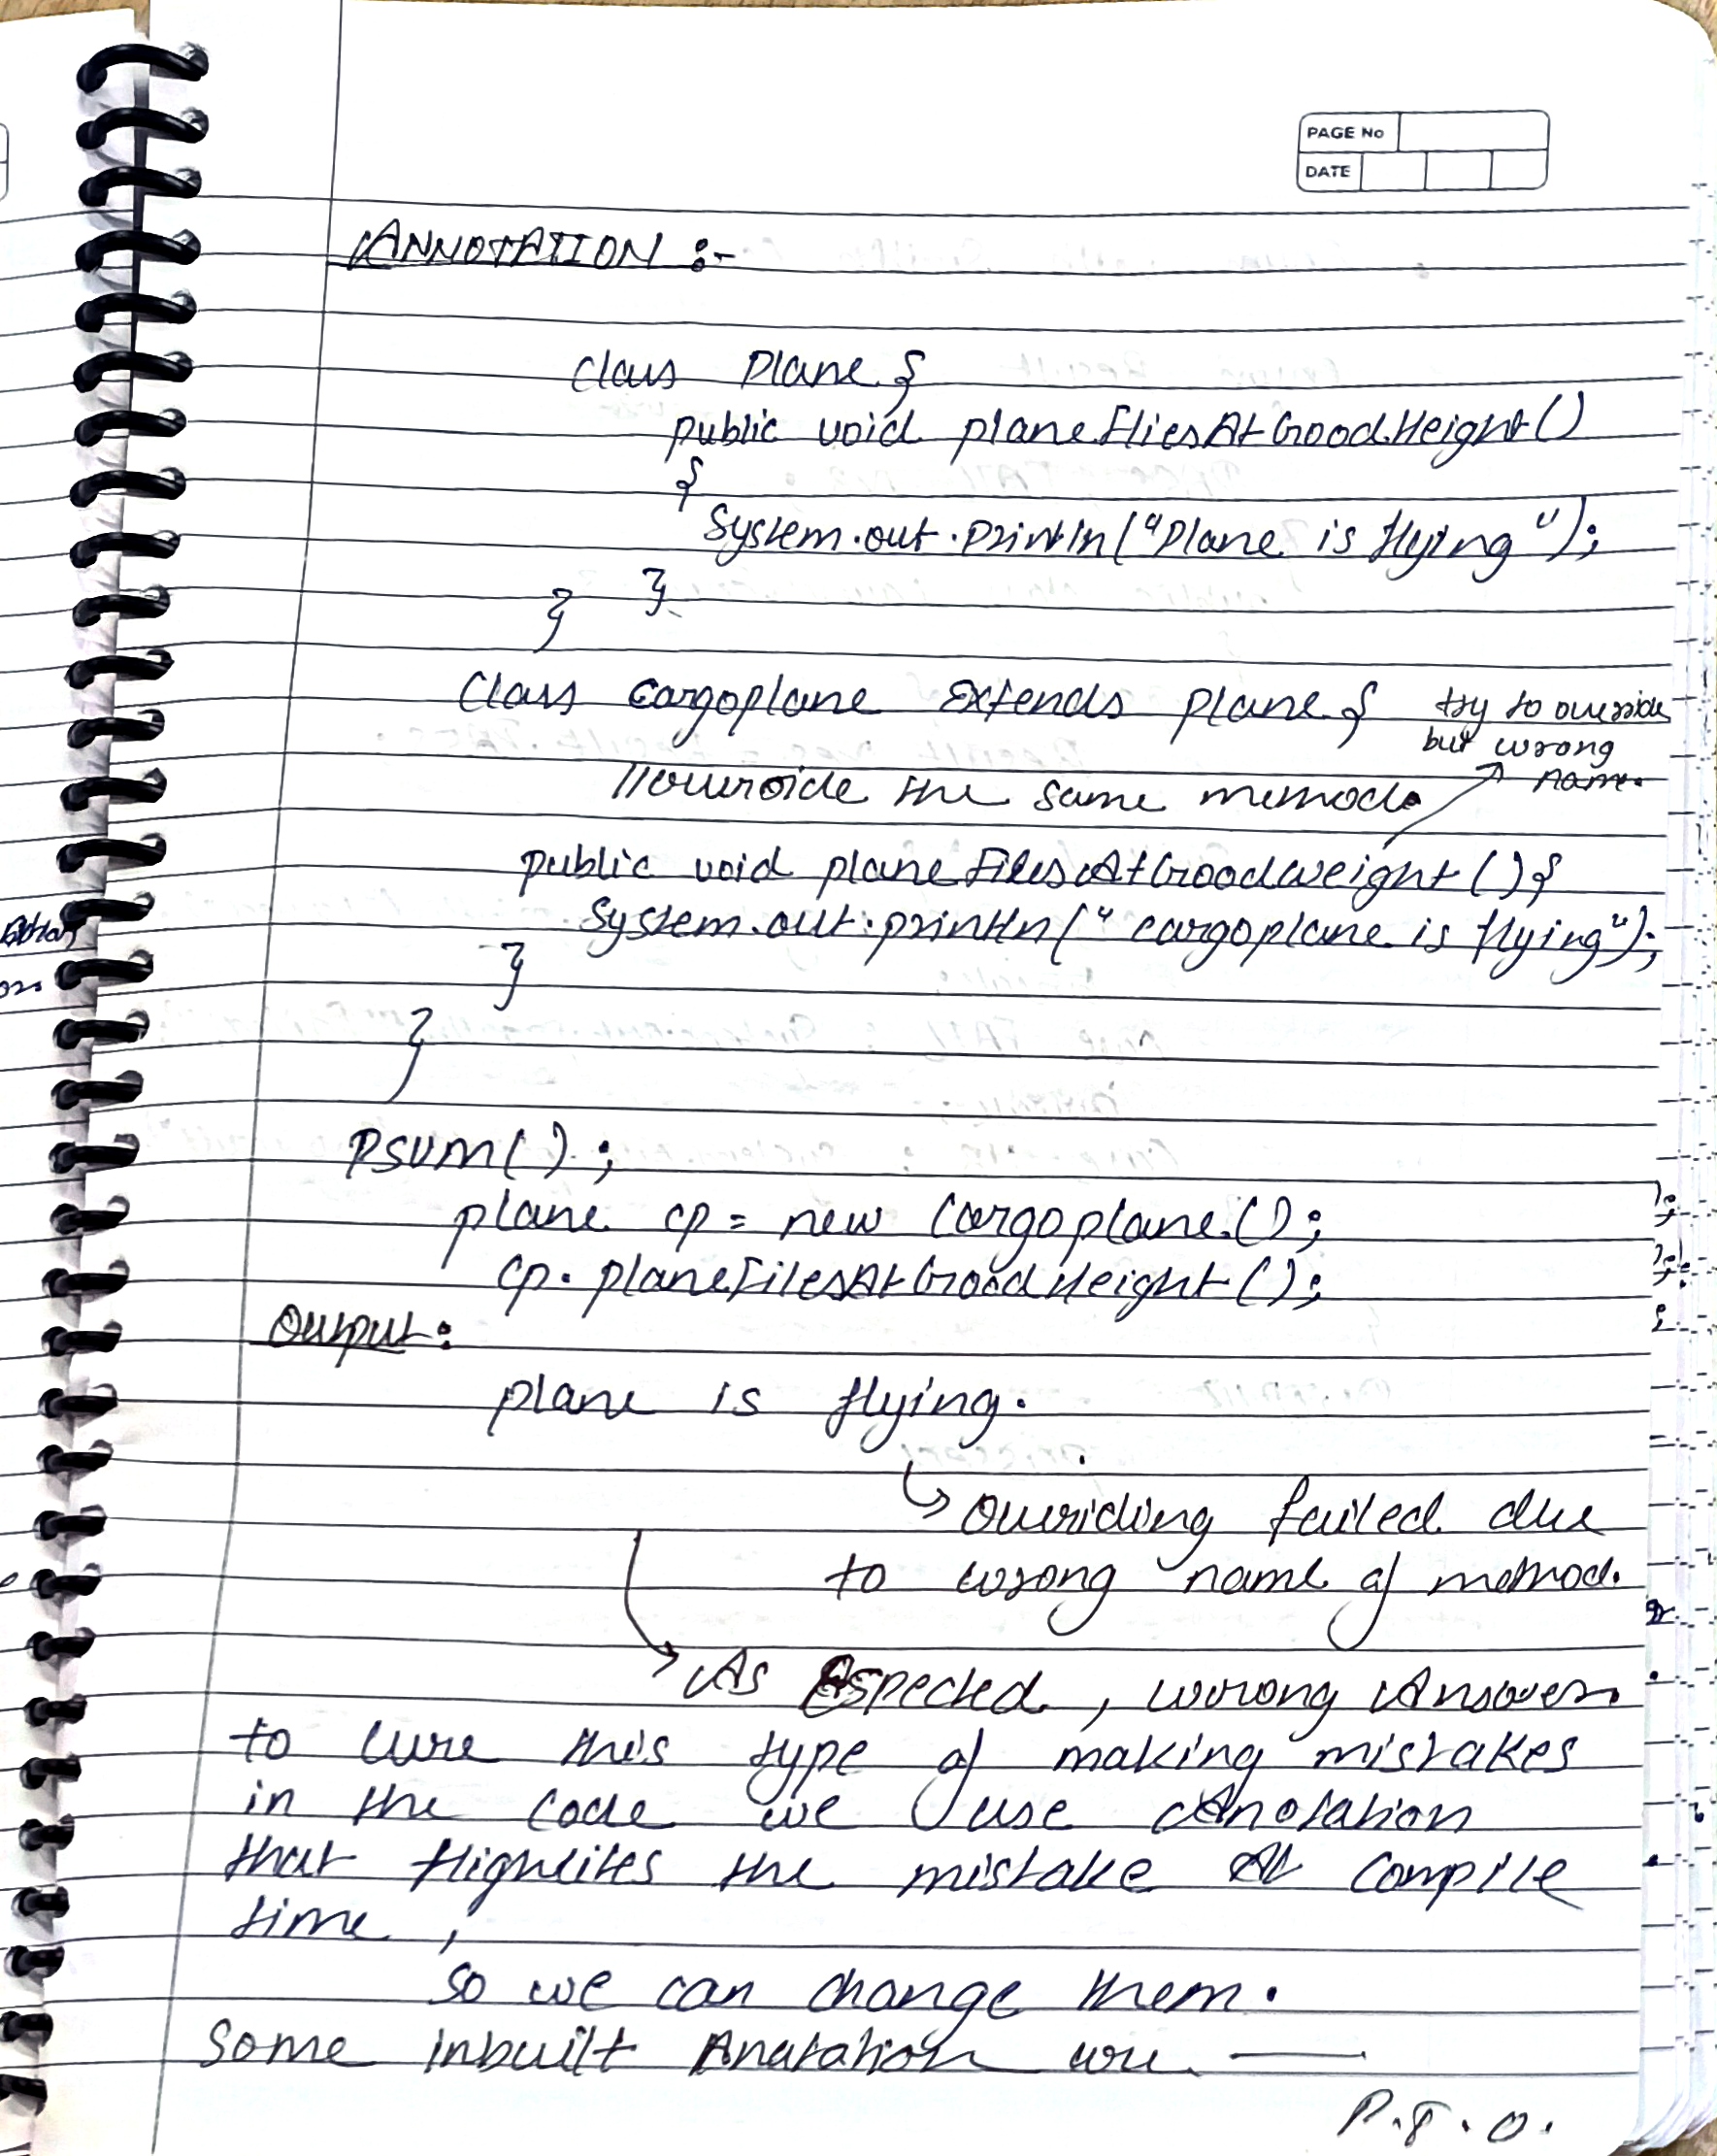 PAGE No
DATE
ANNOTATION :-
class Plane {
public void planeFliesAtGoodHeight()
{
System.out.println("Plane is flying");
}
}
Class cargoplane Extends plane { try to override
but wrong
name.
//override the same method.
public void planeFilesAtGoodWeight(){
System.out.println(" cargoplane is flying");
}
}
PSVM();
plane cp = new Cargoplane();
cp.planeFilesAtGoodHeight();
Output:
plane is flying.
↳ Overiding failed due
to wrong name of method.
→ As Espected, wrong Answer
to cure this type of making mistakes
in the code we use Anotation
that Highlites the mistake At compile
time,
so we can change them.
Some inbuilt Anatation are —
P.T.O.